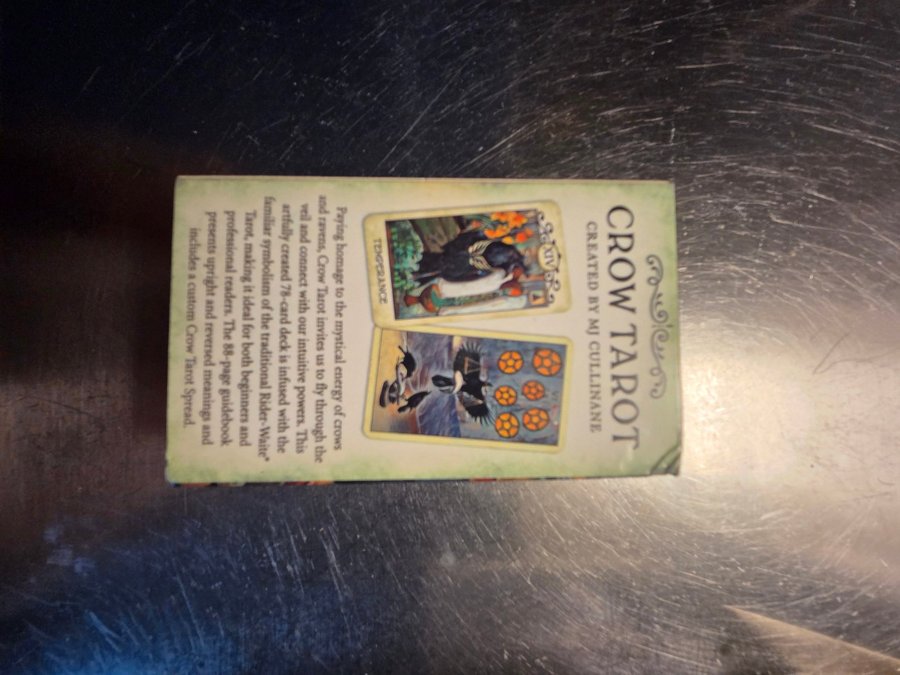 CROW TAROT
CREATED BY MJ CULLINANE
XIV
TEMPERANCE
Paying homage to the mystical energy of crows
and ravens, Crow Tarot invites us to fly through the
veil and connect with our intuitive powers. This
artfully created 78-card deck is infused with the
familiar symbolism of the traditional Rider-Waite®
Tarot, making it ideal for both beginners and
professional readers. The 88-page guidebook
presents upright and reversed meanings and
includes a custom Crow Tarot Spread.